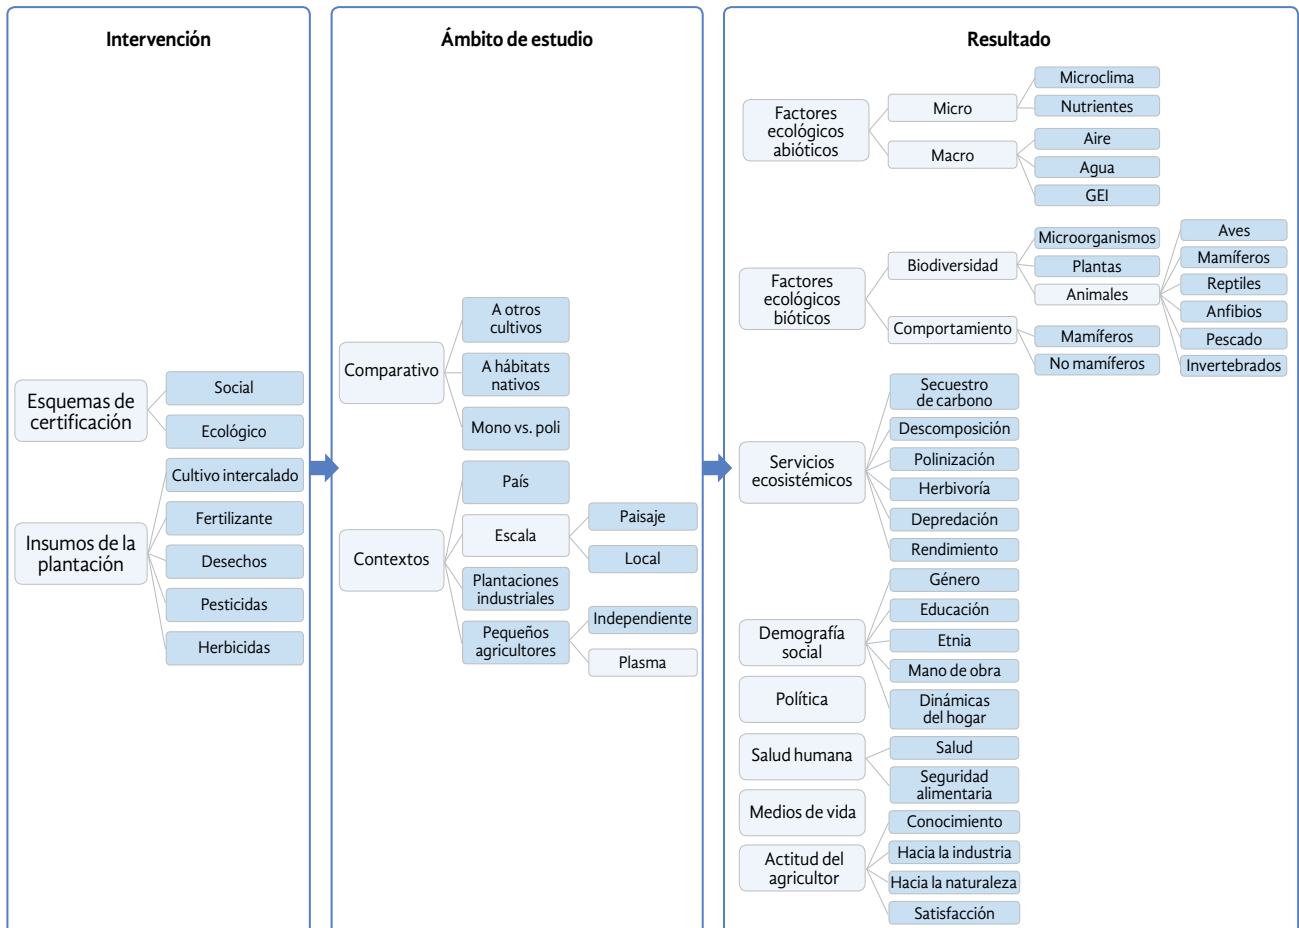 Intervención
Esquemas de
certificación
Social
Ecológico
Insumos de la
plantación
Cultivo intercalado
Fertilizante
Desechos
Pesticidas
Herbicidas
Ámbito de estudio
Comparativo
A otros
cultivos
A hábitats
nativos
Mono vs. poli
Contextos
País
Escala
Paisaje
Local
Plantaciones
industriales
Pequeños
agricultores
Independiente
Plasma
Resultado
Factores
ecológicos
abióticos
Micro
Microclima
Nutrientes
Macro
Aire
Agua
GEI
Factores
ecológicos
bióticos
Biodiversidad
Microorganismos
Plantas
Animales
Aves
Mamíferos
Reptiles
Anfibios
Pescado
Invertebrados
Comportamiento
Mamíferos
No mamíferos
Servicios
ecosistémicos
Secuestro
de carbono
Descomposición
Polinización
Herbivoría
Depredación
Rendimiento
Demografía
social
Género
Educación
Etnia
Mano de obra
Dinámicas
del hogar
Política
Salud humana
Salud
Seguridad
alimentaria
Medios de vida
Actitud del
agricultor
Conocimiento
Hacia la industria
Hacia la naturaleza
Satisfacción